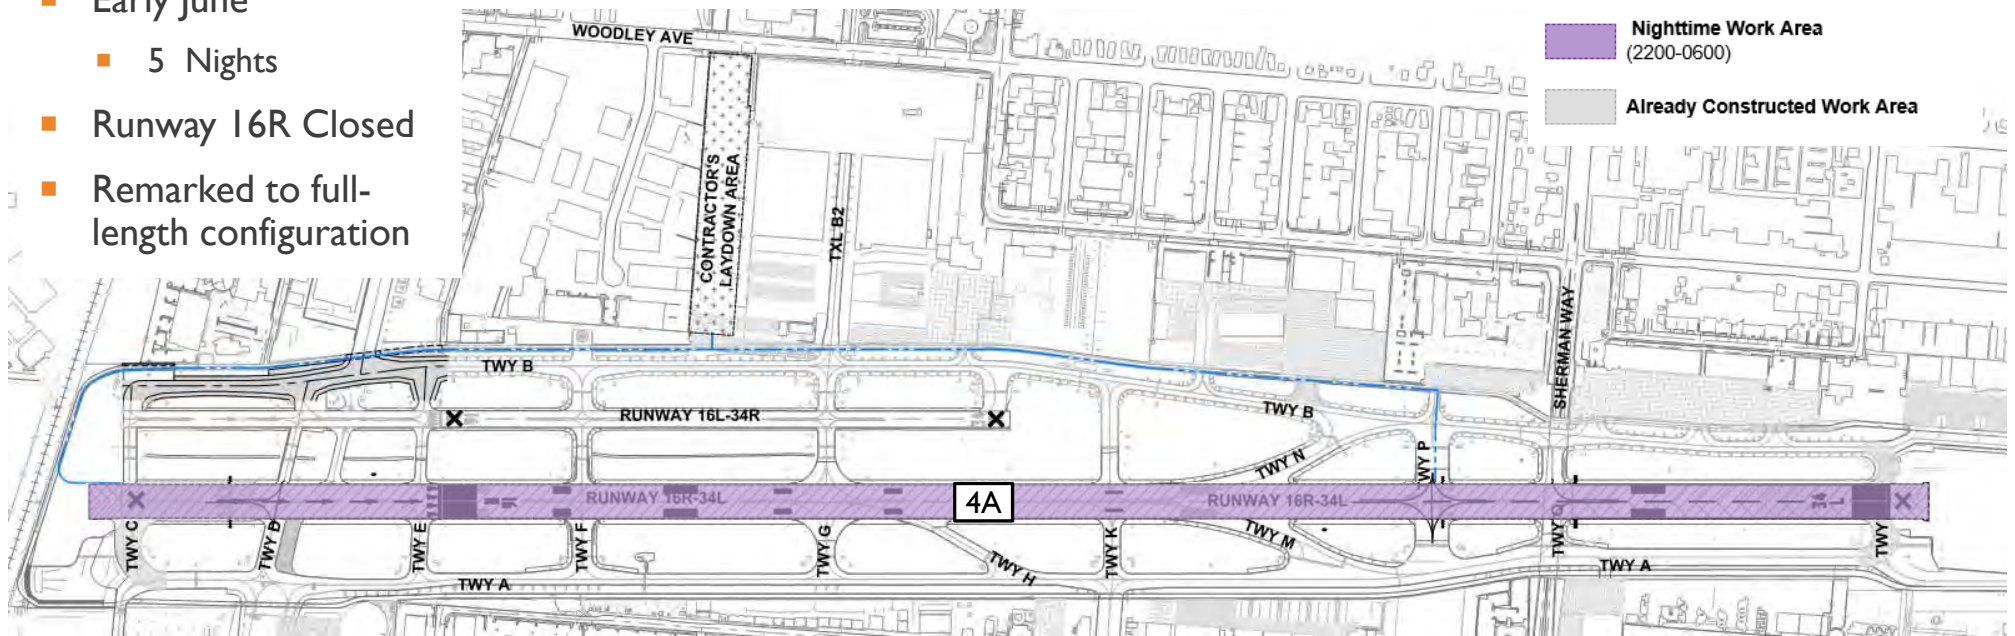 Early June
5 Nights
Runway 16R Closed
Remarked to full-
length configuration
Nighttime Work Area
(2200-0600)
Already Constructed Work Area
WOODLEY AVE
CONTRACTOR'S
LAYDOWN AREA
TXL B2
SHERMAN WAY
TWY B
RUNWAY 16L-34R
TWY B
TWY N
TWY P
RUNWAY 16R-34L
4A
RUNWAY 16R-34L
TWY C
TWY D
TWY E
TWY F
TWY G
TWY H
TWY K
TWY M
TWY Q
TWY
TWY A
TWY A